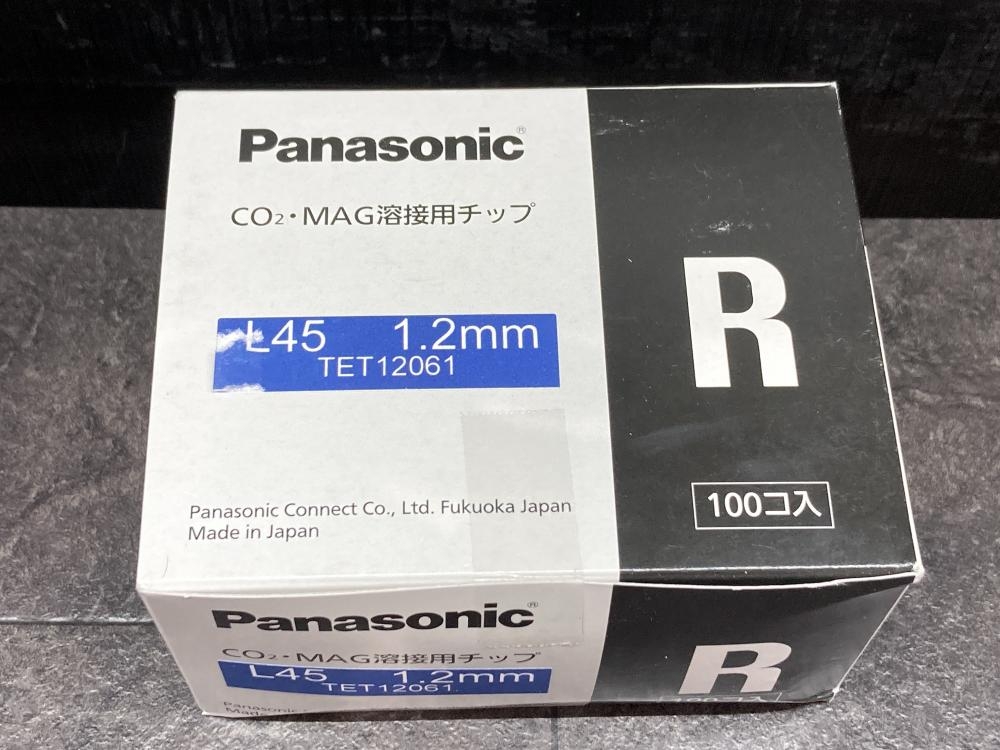 Panasonic®
CO2・MAG溶接用チップ
L45 1.2mm
TET12061
R
100コ入
Panasonic Connect Co., Ltd. Fukuoka Japan
Made in Japan
Panasonic®
CO2・MAG溶接用チップ
L45 1.2mm
TET12061
R
Panasonic
Made